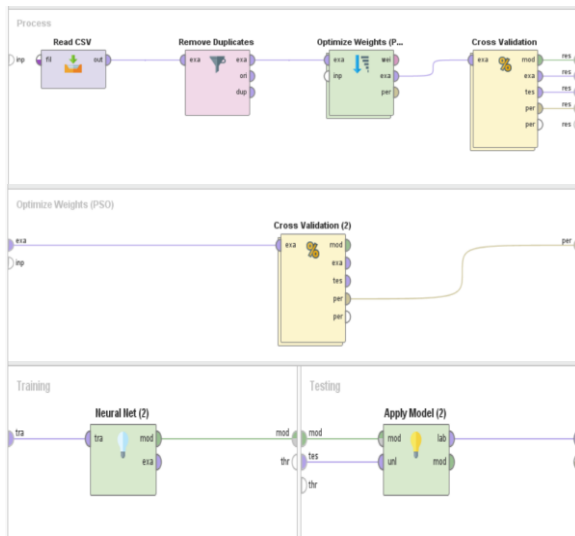 Process
Read CSV
Remove Duplicates
Optimize Weights (P...
Cross Validation
inp
fil
out
exa
exa
ori
dup
exa
inp
wei
exa
per
exa
mod
exa
tes
per
per
res
res
res
res
res
Optimize Weights (PSO)
Cross Validation (2)
exa
inp
exa
mod
exa
tes
per
per
per
Training
Testing
Neural Net (2)
Apply Model (2)
tra
tra
mod
exa
mod
thr
mod
tes
thr
mod
unl
lab
mod